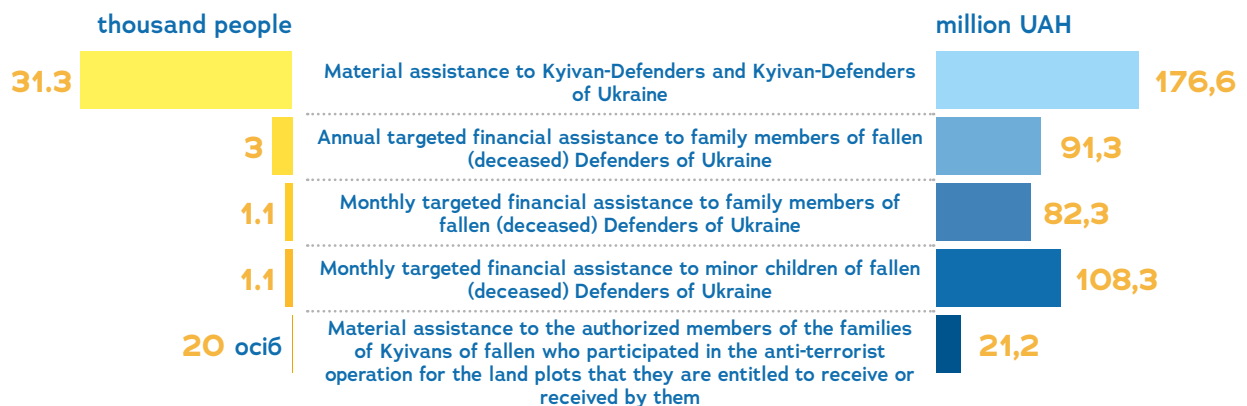 thousand people
million UAH
31.3
Material assistance to Kyivan-Defenders and Kyivan-Defenders
of Ukraine
176,6
3
Annual targeted financial assistance to family members of fallen
(deceased) Defenders of Ukraine
91,3
1.1
Monthly targeted financial assistance to family members of
fallen (deceased) Defenders of Ukraine
82,3
1.1
Monthly targeted financial assistance to minor children of fallen
(deceased) Defenders of Ukraine
108,3
20 осіб
Material assistance to the authorized members of the families
of Kyivans of fallen who participated in the anti-terrorist
operation for the land plots that they are entitled to receive or
received by them
21,2